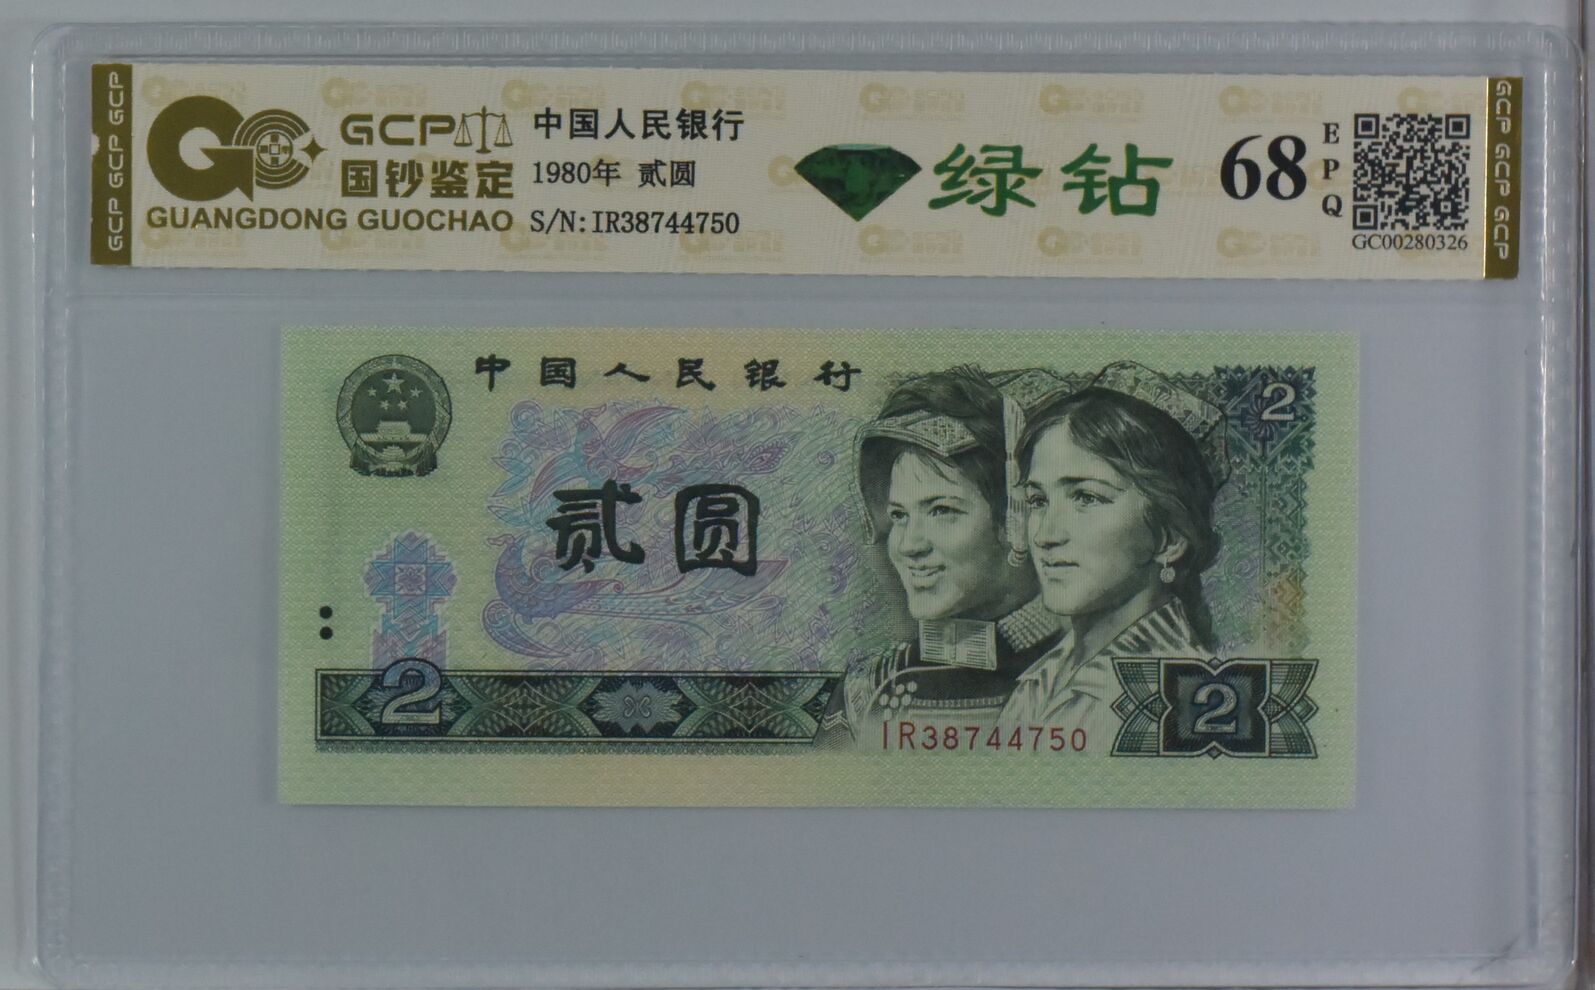 GCP GCP GCP
GCP
国钞鉴定
GUANGDONG GUOCHAO
中国人民银行
1980年 贰圆
S/N:IR38744750
绿钻
68
EPQ
GC00280326
GCP GCP GCP
中国人民银行
2
贰圆
2
IR38744750
2